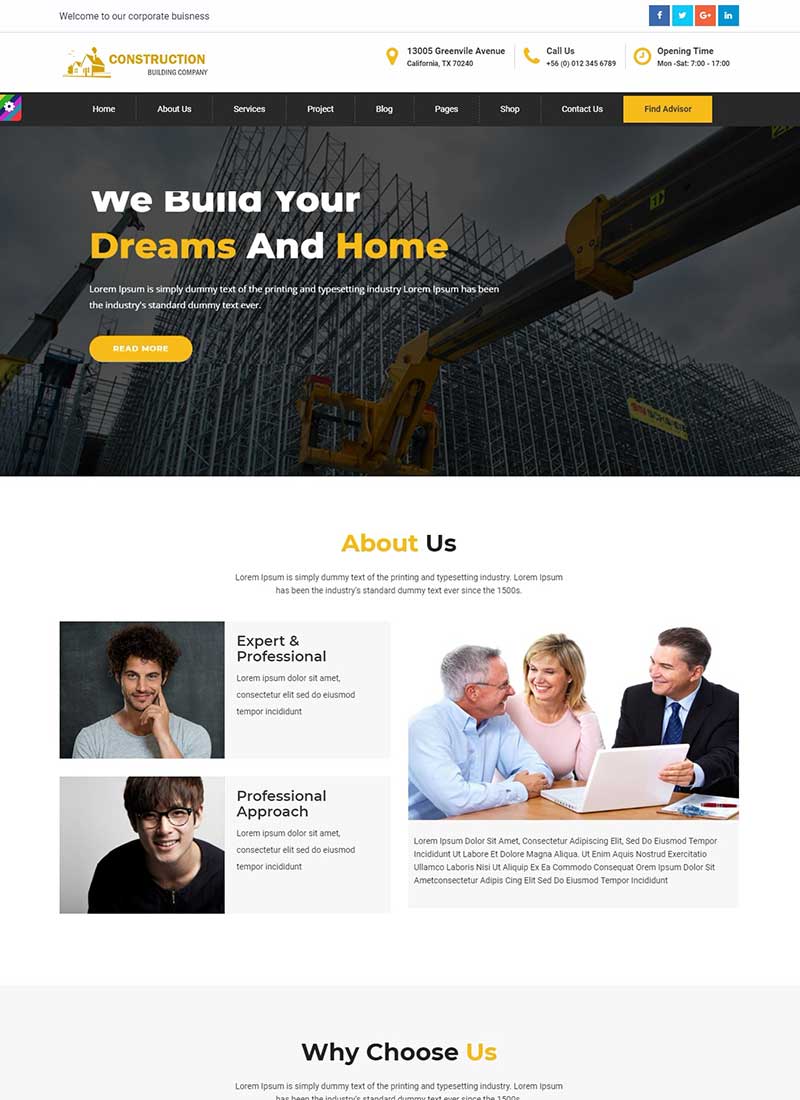 Welcome to our corporate buisness
CONSTRUCTION
BUILDING COMPANY
13005 Greenvile Avenue
California, TX 70240
Call Us
+56 (0) 012 345 6789
Opening Time
Mon -Sat: 7:00 - 17:00
Home About Us Services Project Blog Pages Shop Contact Us Find Advisor
We Build Your
Dreams And Home
Lorem Ipsum is simply dummy text of the printing and typesetting industry Lorem Ipsum has been
the industry's standard dummy text ever.
READ MORE
About Us
Lorem Ipsum is simply dummy text of the printing and typesetting industry. Lorem Ipsum
has been the industry's standard dummy text ever since the 1500s.
Expert &
Professional
Lorem ipsum dolor sit amet,
consectetur elit sed do eiusmod
tempor incididunt
Professional
Approach
Lorem ipsum dolor sit amet,
consectetur elit sed do eiusmod
tempor incididunt
Lorem Ipsum Dolor Sit Amet, Consectetur Adipiscing Elit, Sed Do Eiusmod Tempor
Incididunt Ut Labore Et Dolore Magna Aliqua. Ut Enim Aquis Nostrud Exercitatio
Ullamco Laboris Nisi Ut Aliquip Ex Ea Commodo Consequat Orem Ipsum Dolor Sit
Ametconsectetur Adipis Cing Elit Sed Do Eiusmod Tempor Incididunt
Why Choose Us
Lorem Ipsum is simply dummy text of the printing and typesetting industry. Lorem Ipsum
has been the industry's standard dummy text ever since the 1500s.